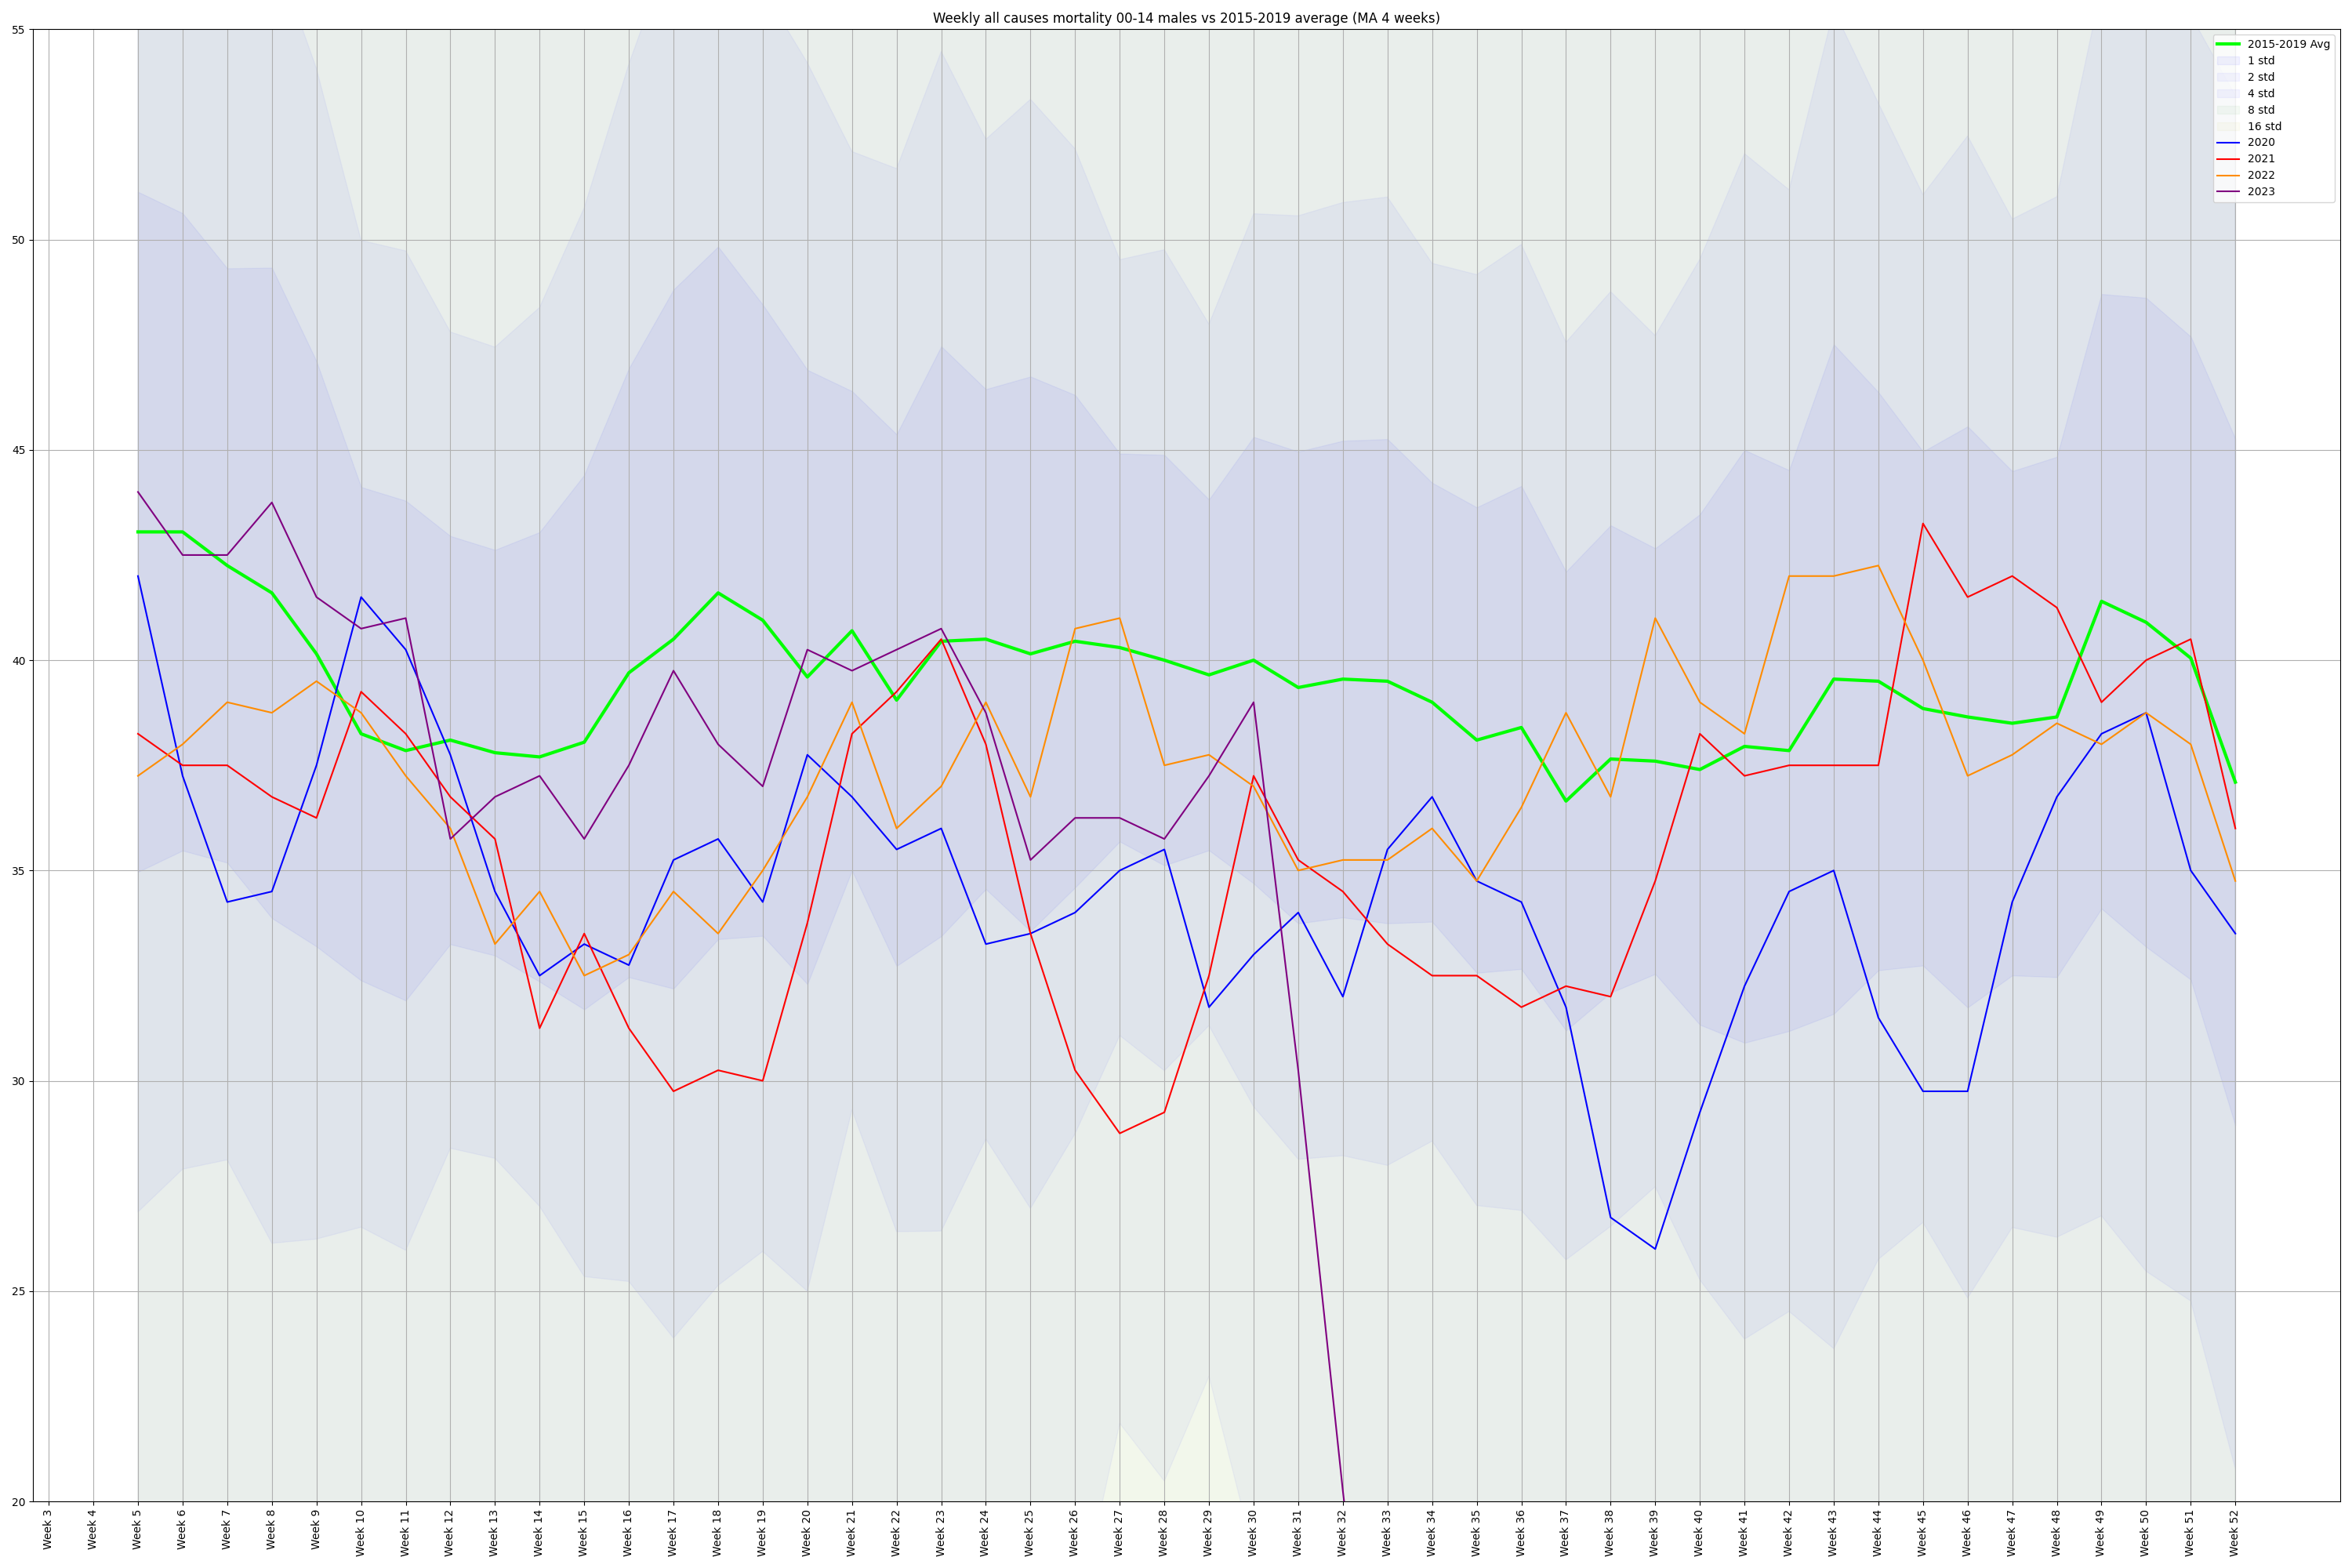 Weekly all causes mortality 00-14 males vs 2015-2019 average (MA 4 weeks)
55
50
45
40
35
30
25
20
2015-2019 Avg
1 std
2 std
4 std
8 std
16 std
2020
2021
2022
2023
Week 3
Week 4
Week 5
Week 6
Week 7
Week 8
Week 9
Week 10
Week 11
Week 12
Week 13
Week 14
Week 15
Week 16
Week 17
Week 18
Week 19
Week 20
Week 21
Week 22
Week 23
Week 24
Week 25
Week 26
Week 27
Week 28
Week 29
Week 30
Week 31
Week 32
Week 33
Week 34
Week 35
Week 36
Week 37
Week 38
Week 39
Week 40
Week 41
Week 42
Week 43
Week 44
Week 45
Week 46
Week 47
Week 48
Week 49
Week 50
Week 51
Week 52